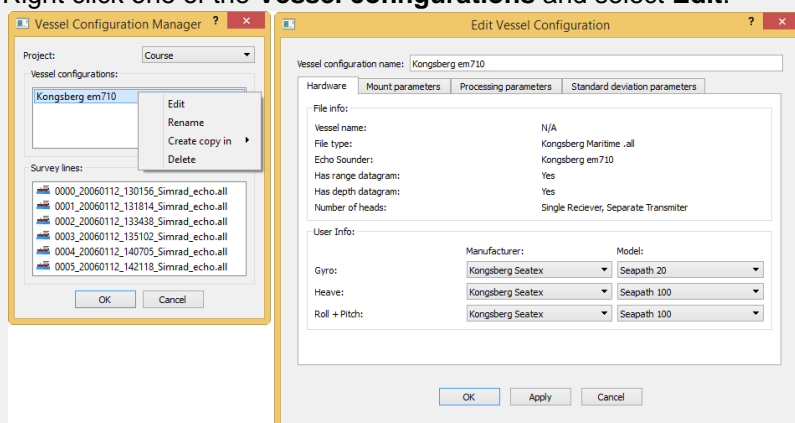 Right click one of the Vessel configurations and select Edit.
Vessel Configuration Manager ? ×
Project: Course
Vessel configurations:
Kongsberg em710
Edit
Rename
Create copy in
Delete
Survey lines:
0000_20060112_130156_Simrad_echo.all
0001_20060112_131814_Simrad_echo.all
0002_20060112_133438_Simrad_echo.all
0003_20060112_135102_Simrad_echo.all
0004_20060112_140705_Simrad_echo.all
0005_20060112_142118_Simrad_echo.all
OK Cancel
Edit Vessel Configuration ? ×
Vessel configuration name: Kongsberg em710
Hardware Mount parameters Processing parameters Standard deviation parameters
File info:
Vessel name: N/A
File type: Kongsberg Maritime .all
Echo Sounder: Kongsberg em710
Has range datagram: Yes
Has depth datagram: Yes
Number of heads: Single Reciever, Separate Transmiter
User Info:
Manufacturer: Model:
Gyro: Kongsberg Seatex Seapath 20
Heave: Kongsberg Seatex Seapath 100
Roll + Pitch: Kongsberg Seatex Seapath 100
OK Apply Cancel